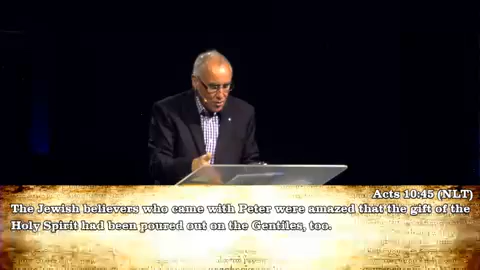 Acts 10:45 (NLT)
The Jewish believers who came with Peter were amazed that the gift of the
Holy Spirit had been poured out on the Gentiles, too.